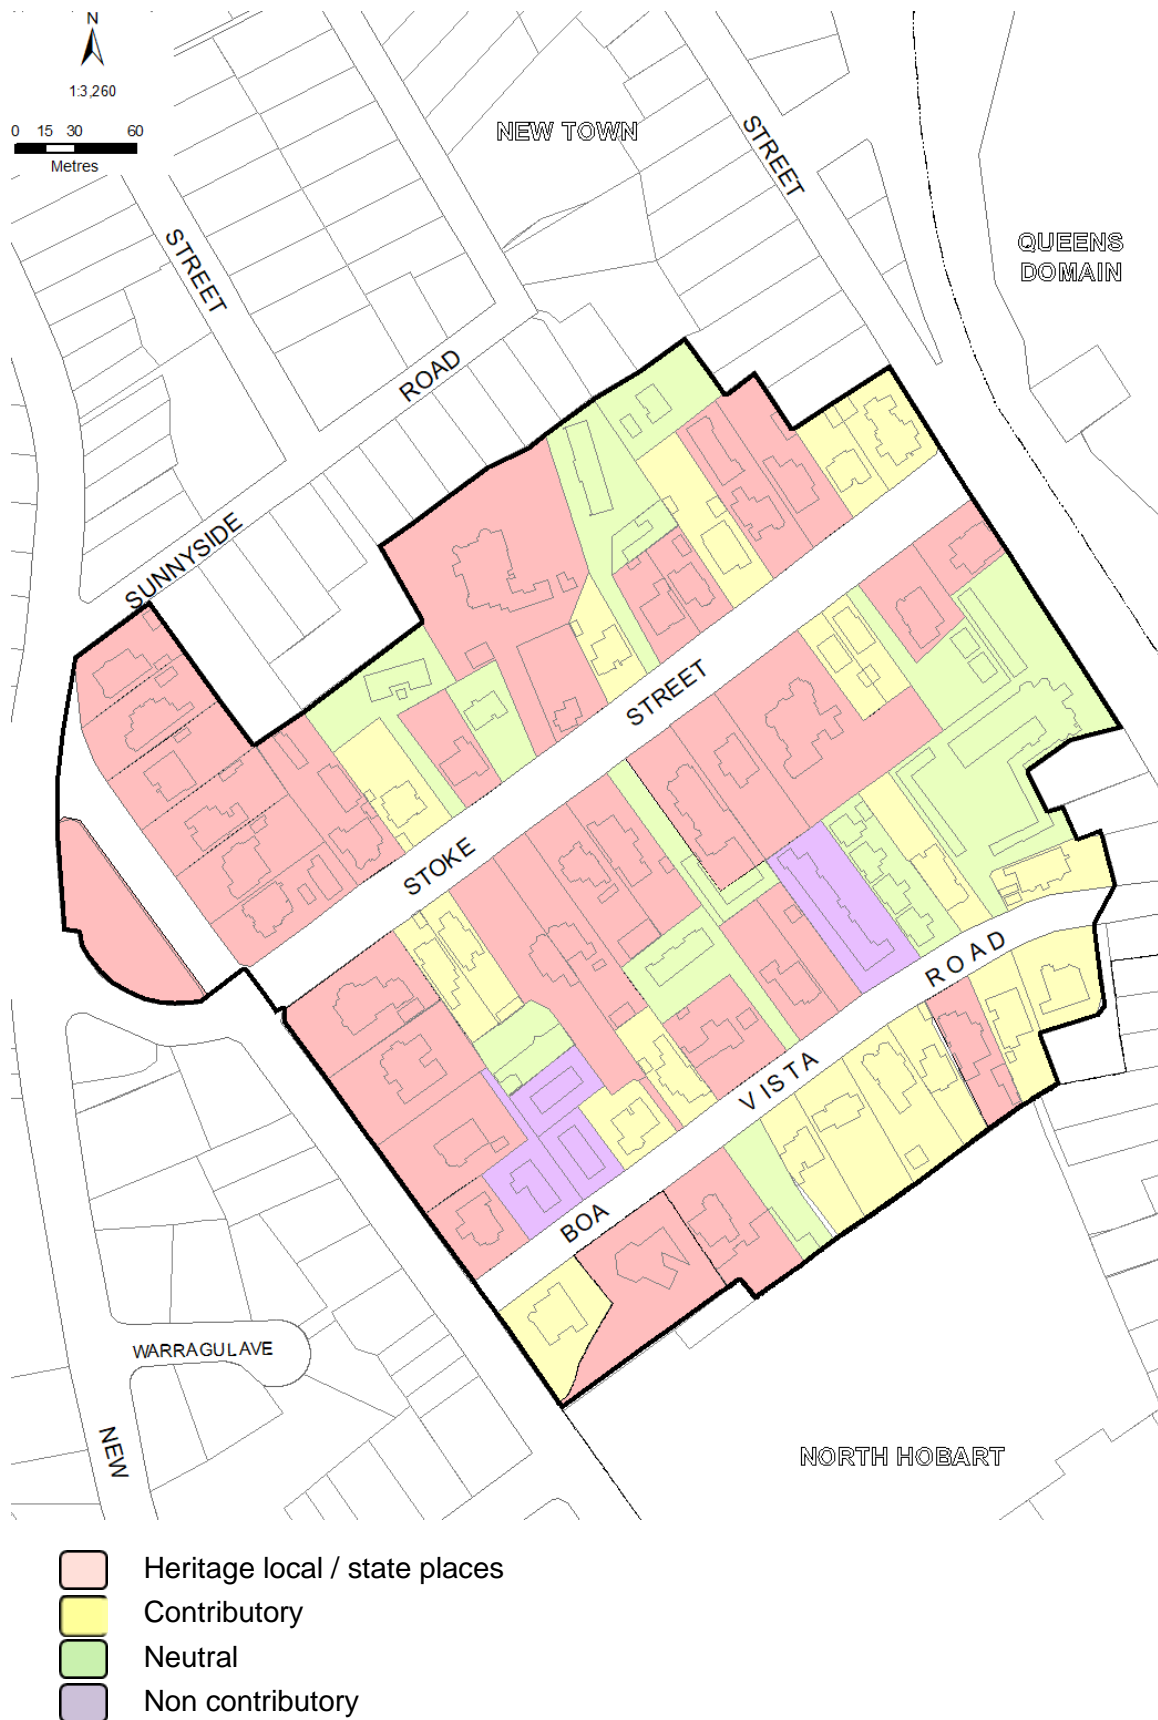 N
1:3,260
0 15 30 60
Metres
NEW TOWN
STREET
QUEENS
DOMAIN
STREET
ROAD
SUNNYSIDE
STREET
STOKE
ROAD
VISTA
BOA
WARRAGUL AVE
NEW
NORTH HOBART
Heritage local / state places
Contributory
Neutral
Non contributory